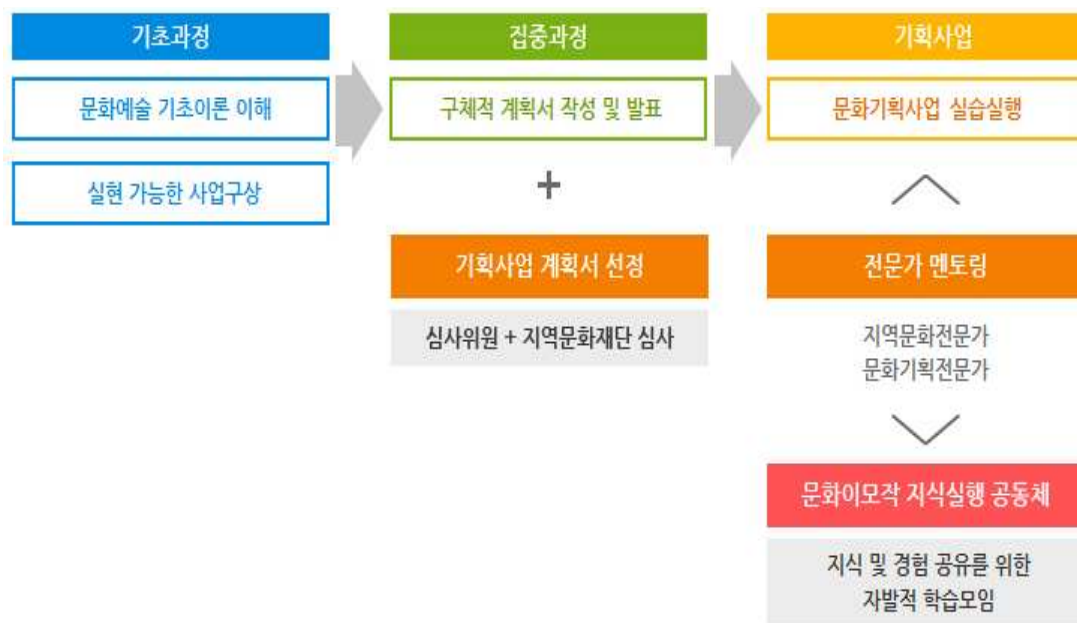 기초과정
문화예술 기초이론 이해
실현 가능한 사업구상
집중과정
구체적 계획서 작성 및 발표
+
기획사업 계획서 선정
심사위원 + 지역문화재단 심사
기획사업
문화기획사업 실습실행
전문가 멘토링
지역문화전문가
문화기획전문가
문화이모작 지식실행 공동체
지식 및 경험 공유를 위한
자발적 학습모임